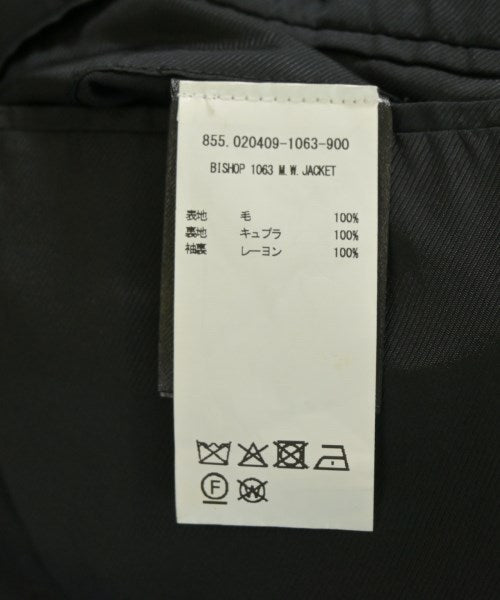 855.020409-1063-900
BISHOP 1063 M.W.JACKET
表地 毛 100%
裏地 キュプラ 100%
袖裏 レーヨン 100%
F W